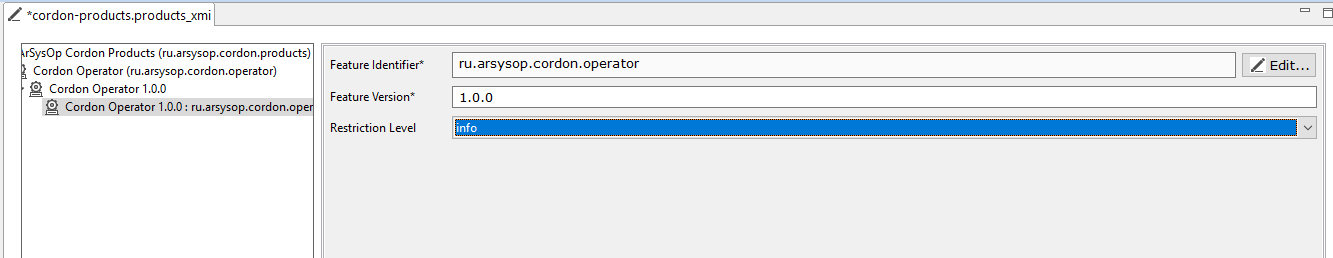 *cordon-products.products_xmi
ArSysOp Cordon Products (ru.arsysop.cordon.products)
Cordon Operator (ru.arsysop.cordon.operator)
Cordon Operator 1.0.0
Cordon Operator 1.0.0 : ru.arsysop.cordon.oper
Feature Identifier*
ru.arsysop.cordon.operator
Edit...
Feature Version*
1.0.0
Restriction Level
info